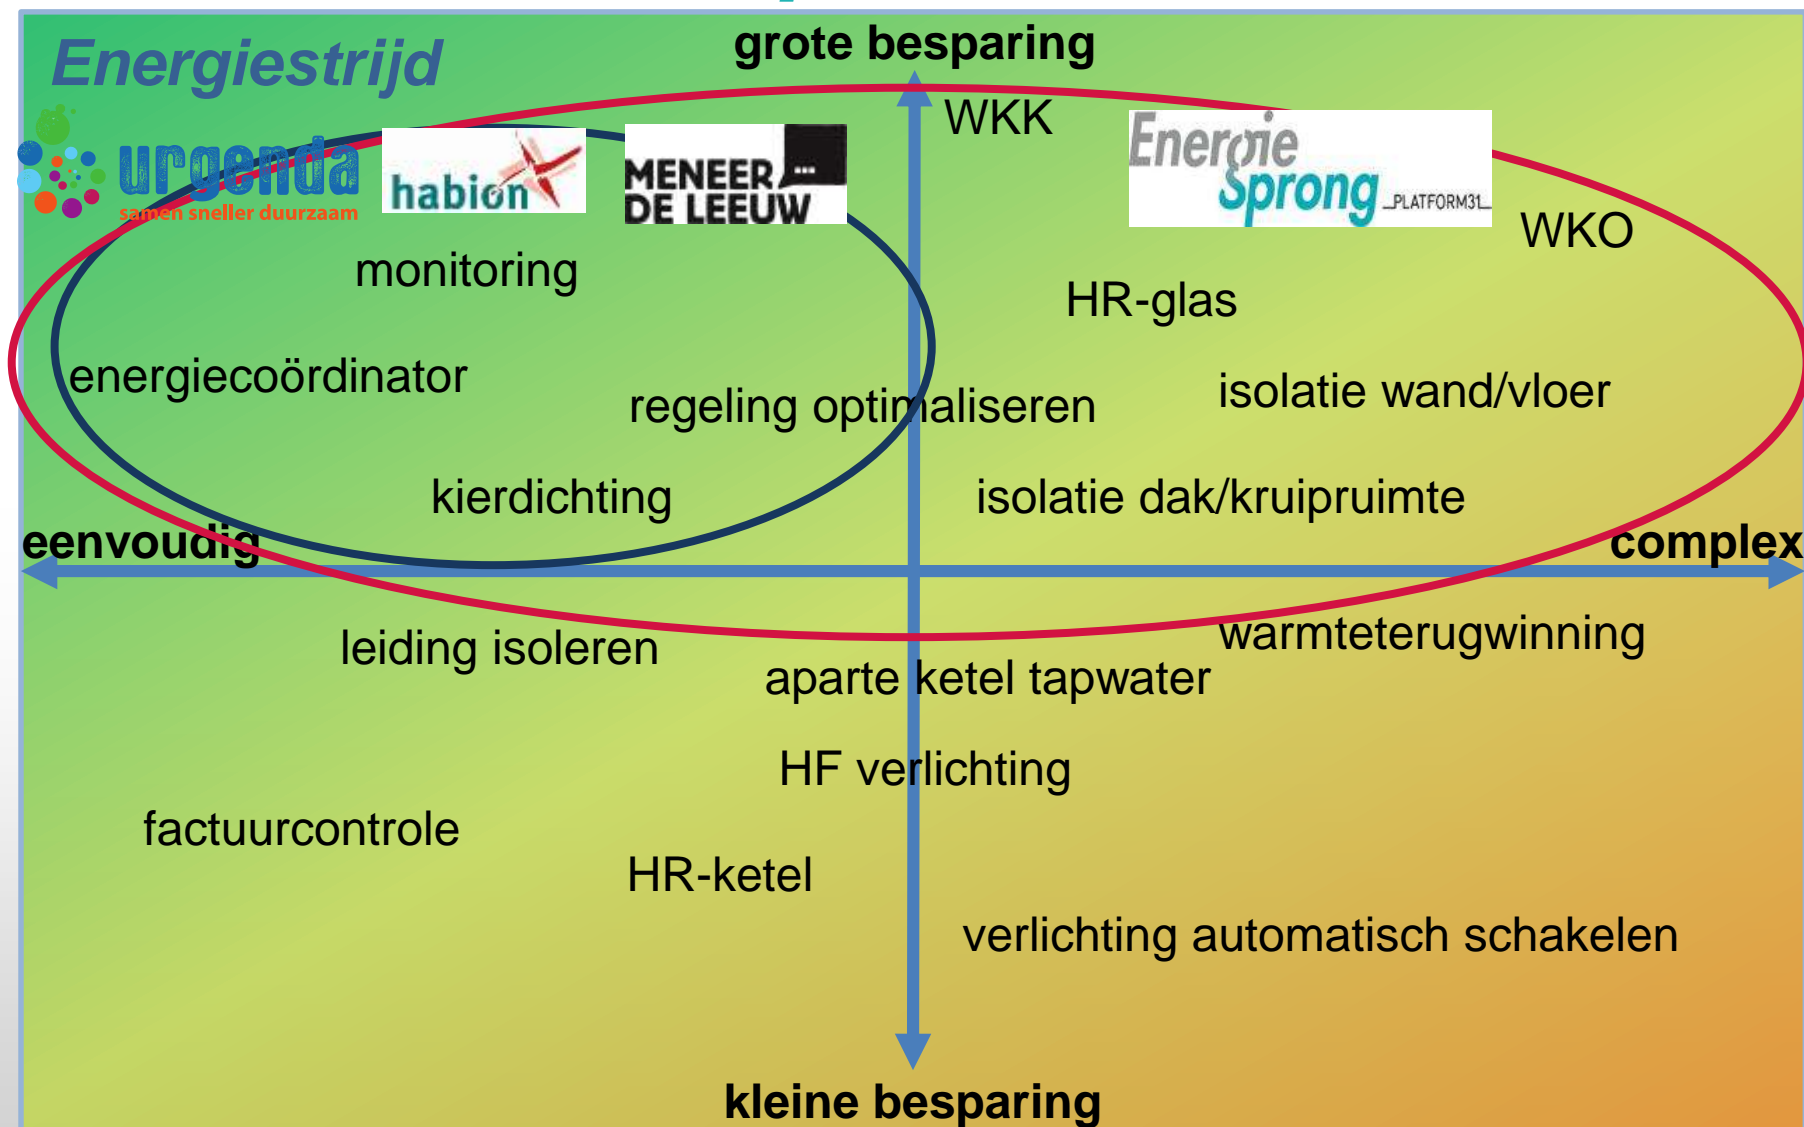 Energiestrijd
grote besparing
WKK
urgenda
samen sneller duurzaam
habion
MENEER ...
DE LEEUW
Energie
Sprong _PLATFORM31_
WKO
monitoring
HR-glas
energiecoördinator
regeling optimaliseren
isolatie wand/vloer
kierdichting
isolatie dak/kruipruimte
eenvoudig
complex
leiding isoleren
warmteterugwinning
aparte ketel tapwater
HF verlichting
factuurcontrole
HR-ketel
verlichting automatisch schakelen
kleine besparing